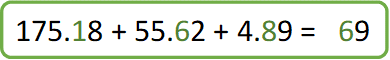 175.18 + 55.62 + 4.89 = 69